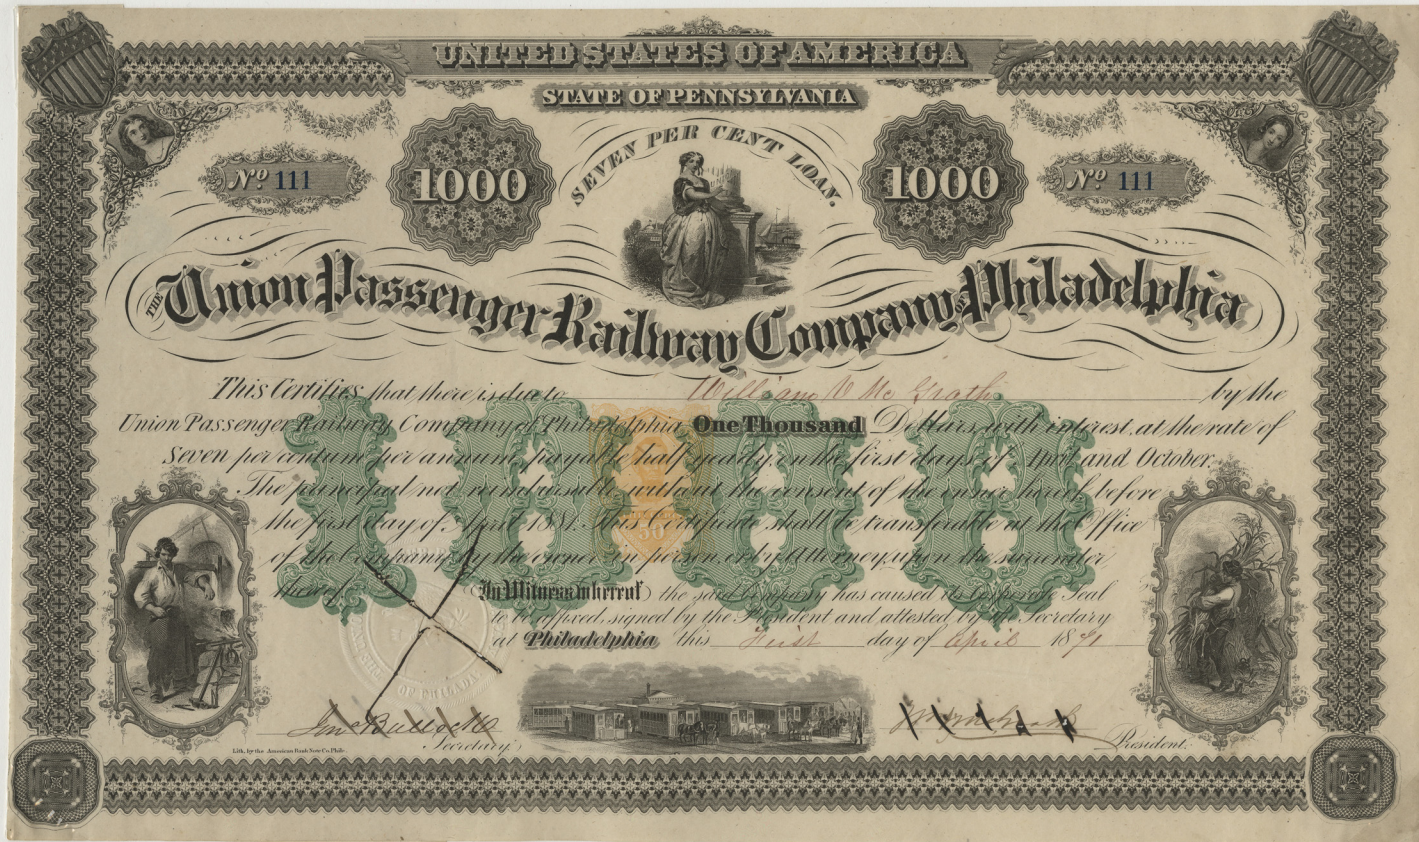 UNITED STATES OF AMERICA
STATE OF PENNSYLVANIA
SEVEN PER CENT LOAN.
No 111
1000
1000
No 111
THE Union Passenger Railway Company OF Philadelphia
This Certifies that there is due to William V McGrath by the
Union Passenger Railway Company of Philadelphia One Thousand Dollars, with interest, at the rate of
Seven per centum per annum, payable half yearly, on the first days of April and October.
The principal not reimbursable without the consent of the owner hereof before
the first day of April 1881. This Certificate shall be transferable at the Office
of the Company by the owner in person, or by Attorney, upon the surrender
thereof.
1000
30
(In Witness whereof) the said Company has caused its Corporate Seal
to be affixed, signed by the President and attested by its Secretary
at Philadelphia this First day of April 1871
OF PHILADA
Secretary.
President.
Lith. by the American Bank Note Co. Phila.